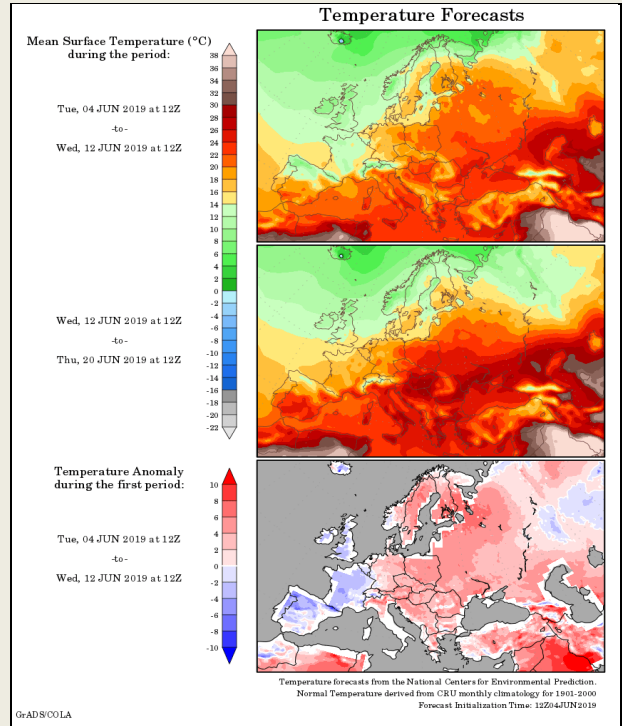 Temperature Forecasts
Mean Surface Temperature (°C)
during the period:
Tue, 04 JUN 2019 at 12Z
-to-
Wed, 12 JUN 2019 at 12Z
38
36
34
32
30
28
26
24
22
20
18
16
14
12
10
8
6
4
2
0
-2
-4
-6
-8
-10
-12
-14
-16
-18
-20
-22
Wed, 12 JUN 2019 at 12Z
-to-
Thu, 20 JUN 2019 at 12Z
Temperature Anomaly
during the first period:
Tue, 04 JUN 2019 at 12Z
-to-
Wed, 12 JUN 2019 at 12Z
10
8
6
4
2
0
-2
-4
-6
-8
-10
Temperature forecasts from the National Centers for Environmental Prediction.
Normal Temperature derived from CRU monthly climatology for 1901-2000
Forecast Initialization Time: 12Z04JUN2019
GrADS/COLA